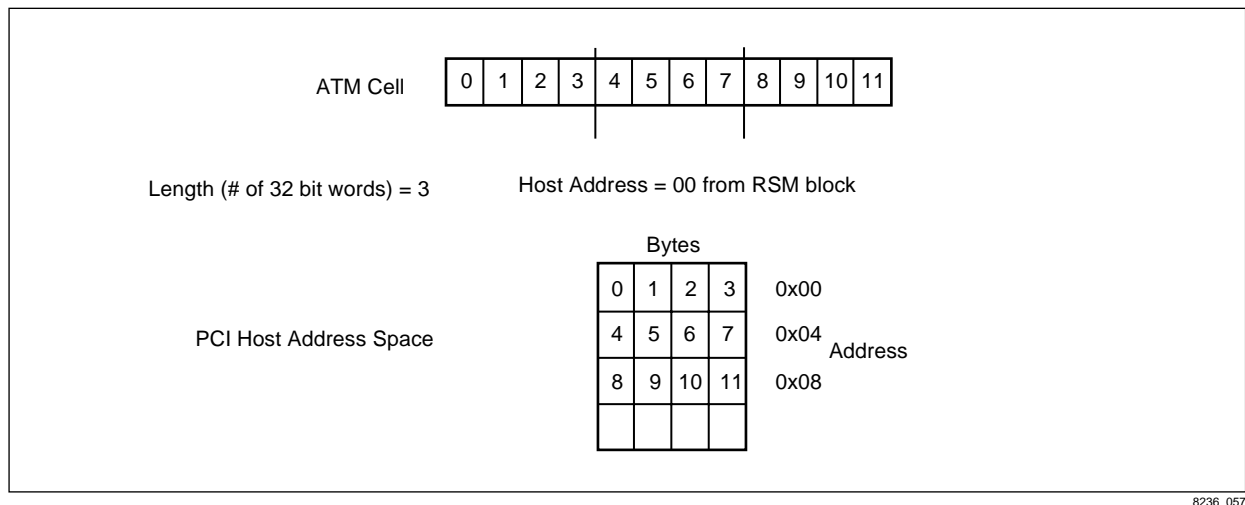 ATM Cell 0 1 2 3 4 5 6 7 8 9 10 11
Length (# of 32 bit words) = 3 Host Address = 00 from RSM block
Bytes
0 1 2 3 0x00
PCI Host Address Space 4 5 6 7 0x04 Address
8 9 10 11 0x08
8236_057